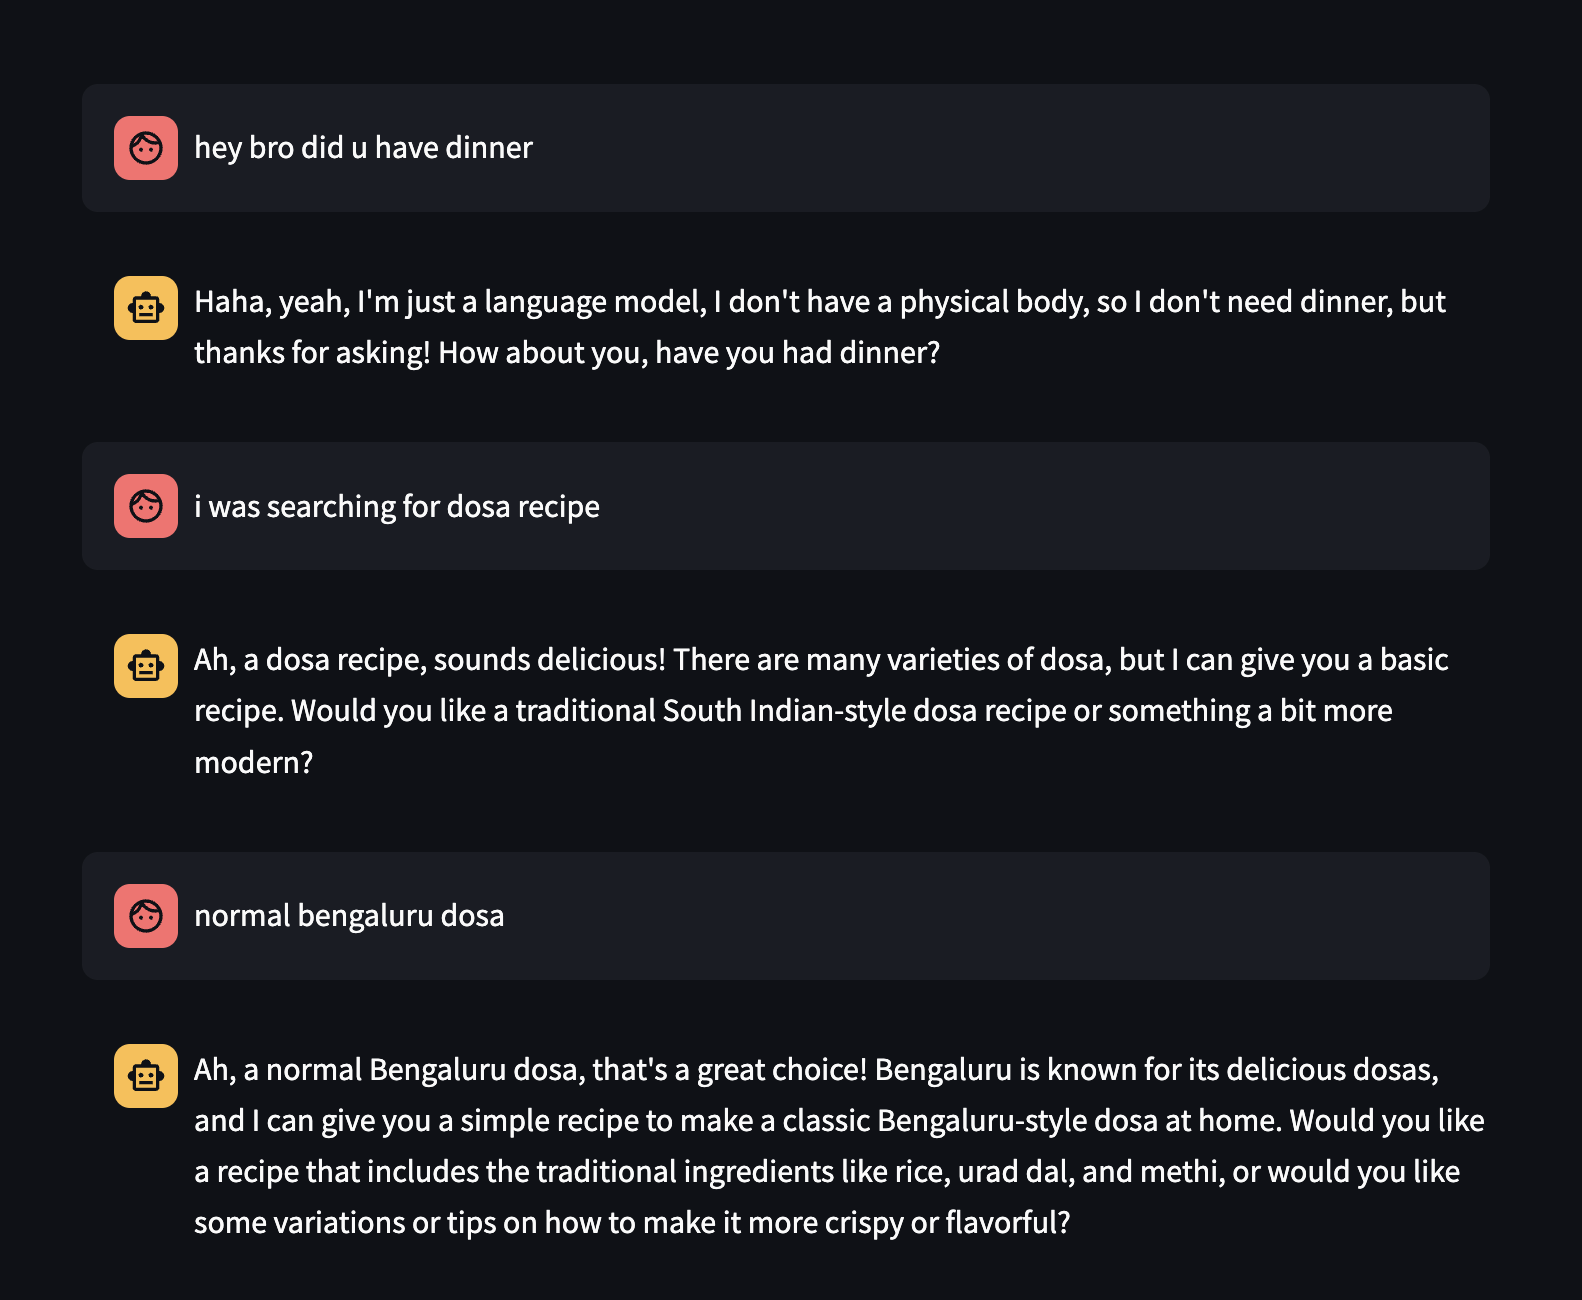 hey bro did u have dinner
Haha, yeah, I'm just a language model, I don't have a physical body, so I don't need dinner, but
thanks for asking! How about you, have you had dinner?
i was searching for dosa recipe
Ah, a dosa recipe, sounds delicious! There are many varieties of dosa, but I can give you a basic
recipe. Would you like a traditional South Indian-style dosa recipe or something a bit more
modern?
normal bengaluru dosa
Ah, a normal Bengaluru dosa, that's a great choice! Bengaluru is known for its delicious dosas,
and I can give you a simple recipe to make a classic Bengaluru-style dosa at home. Would you like
a recipe that includes the traditional ingredients like rice, urad dal, and methi, or would you like
some variations or tips on how to make it more crispy or flavorful?